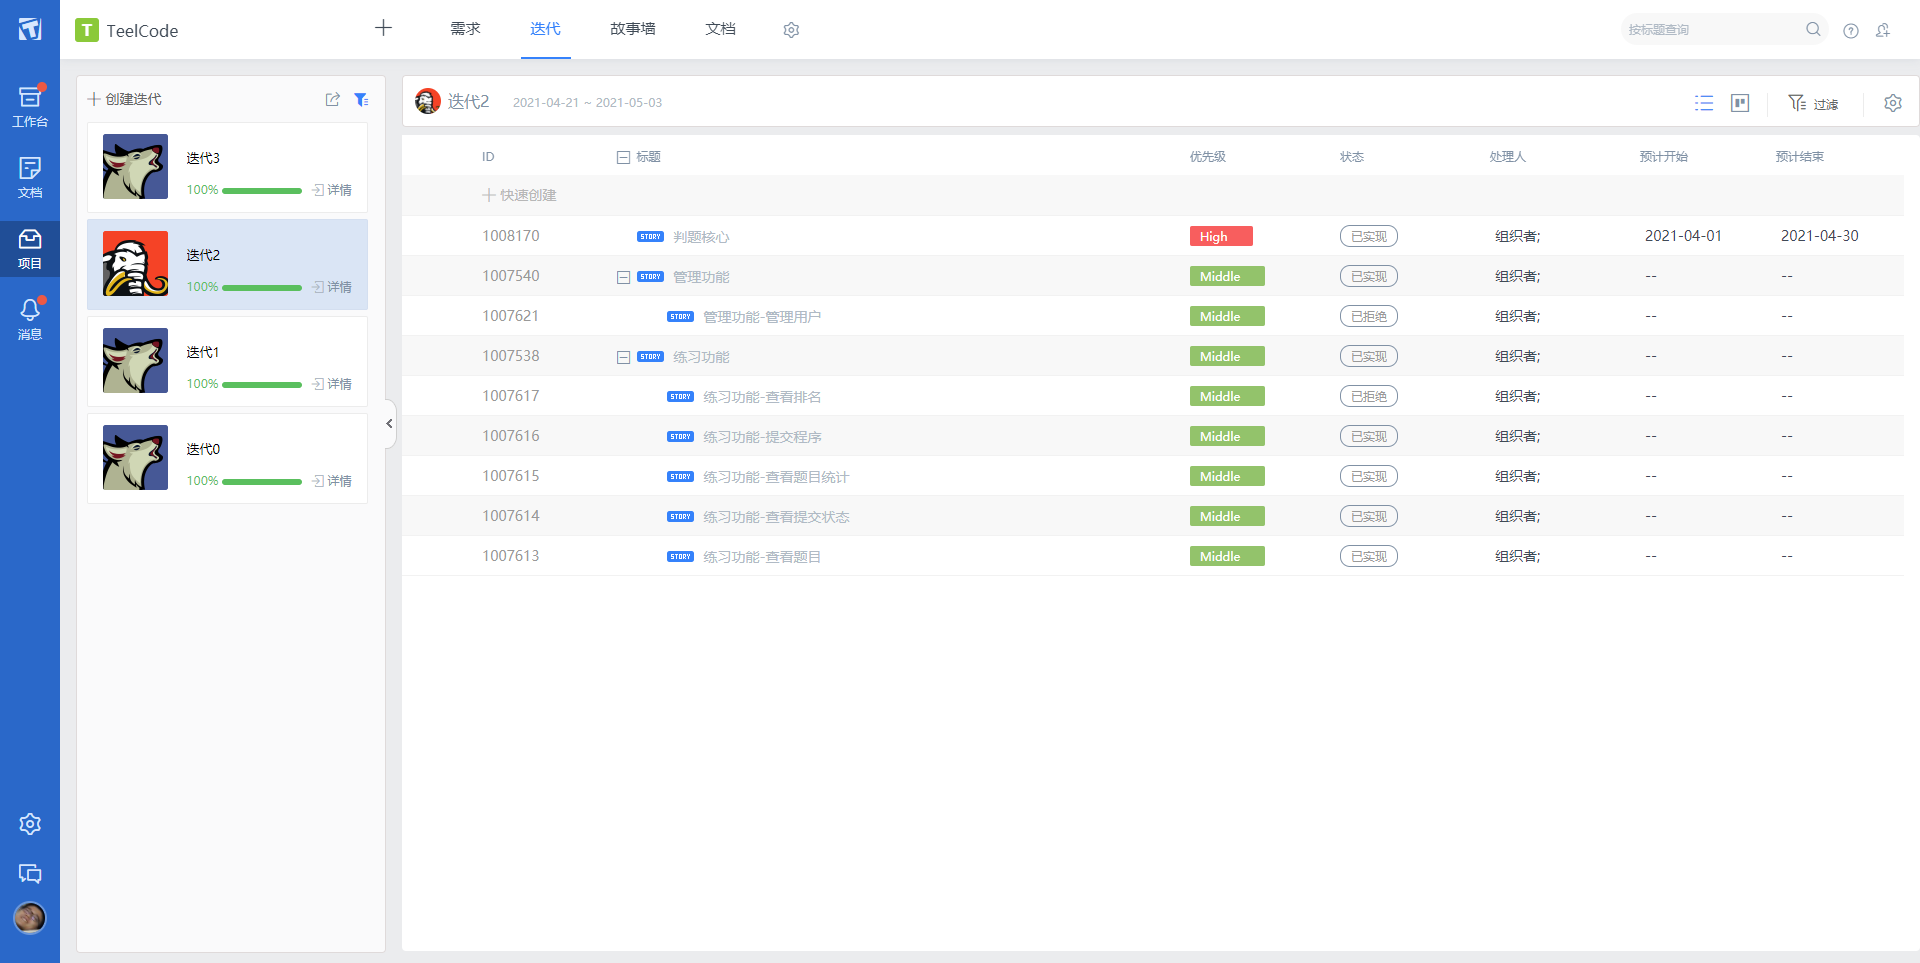 T TeelCode
需求 迭代 故事墙 文档
按标题查询
工作台
文档
项目
消息
创建迭代
迭代3
100% 详情
迭代2
100% 详情
迭代1
100% 详情
迭代0
100% 详情
迭代2 2021-04-21 ~ 2021-05-03
过滤
ID 标题 优先级 状态 处理人 预计开始 预计结束
快速创建
1008170 STORY 判题核心 High 已实现 组织者; 2021-04-01 2021-04-30
1007540 STORY 管理功能 Middle 已实现 组织者; -- --
1007621 STORY 管理功能-管理用户 Middle 已拒绝 组织者; -- --
1007538 STORY 练习功能 Middle 已实现 组织者; -- --
1007617 STORY 练习功能-查看排名 Middle 已拒绝 组织者; -- --
1007616 STORY 练习功能-提交程序 Middle 已实现 组织者; -- --
1007615 STORY 练习功能-查看题目统计 Middle 已实现 组织者; -- --
1007614 STORY 练习功能-查看提交状态 Middle 已实现 组织者; -- --
1007613 STORY 练习功能-查看题目 Middle 已实现 组织者; -- --